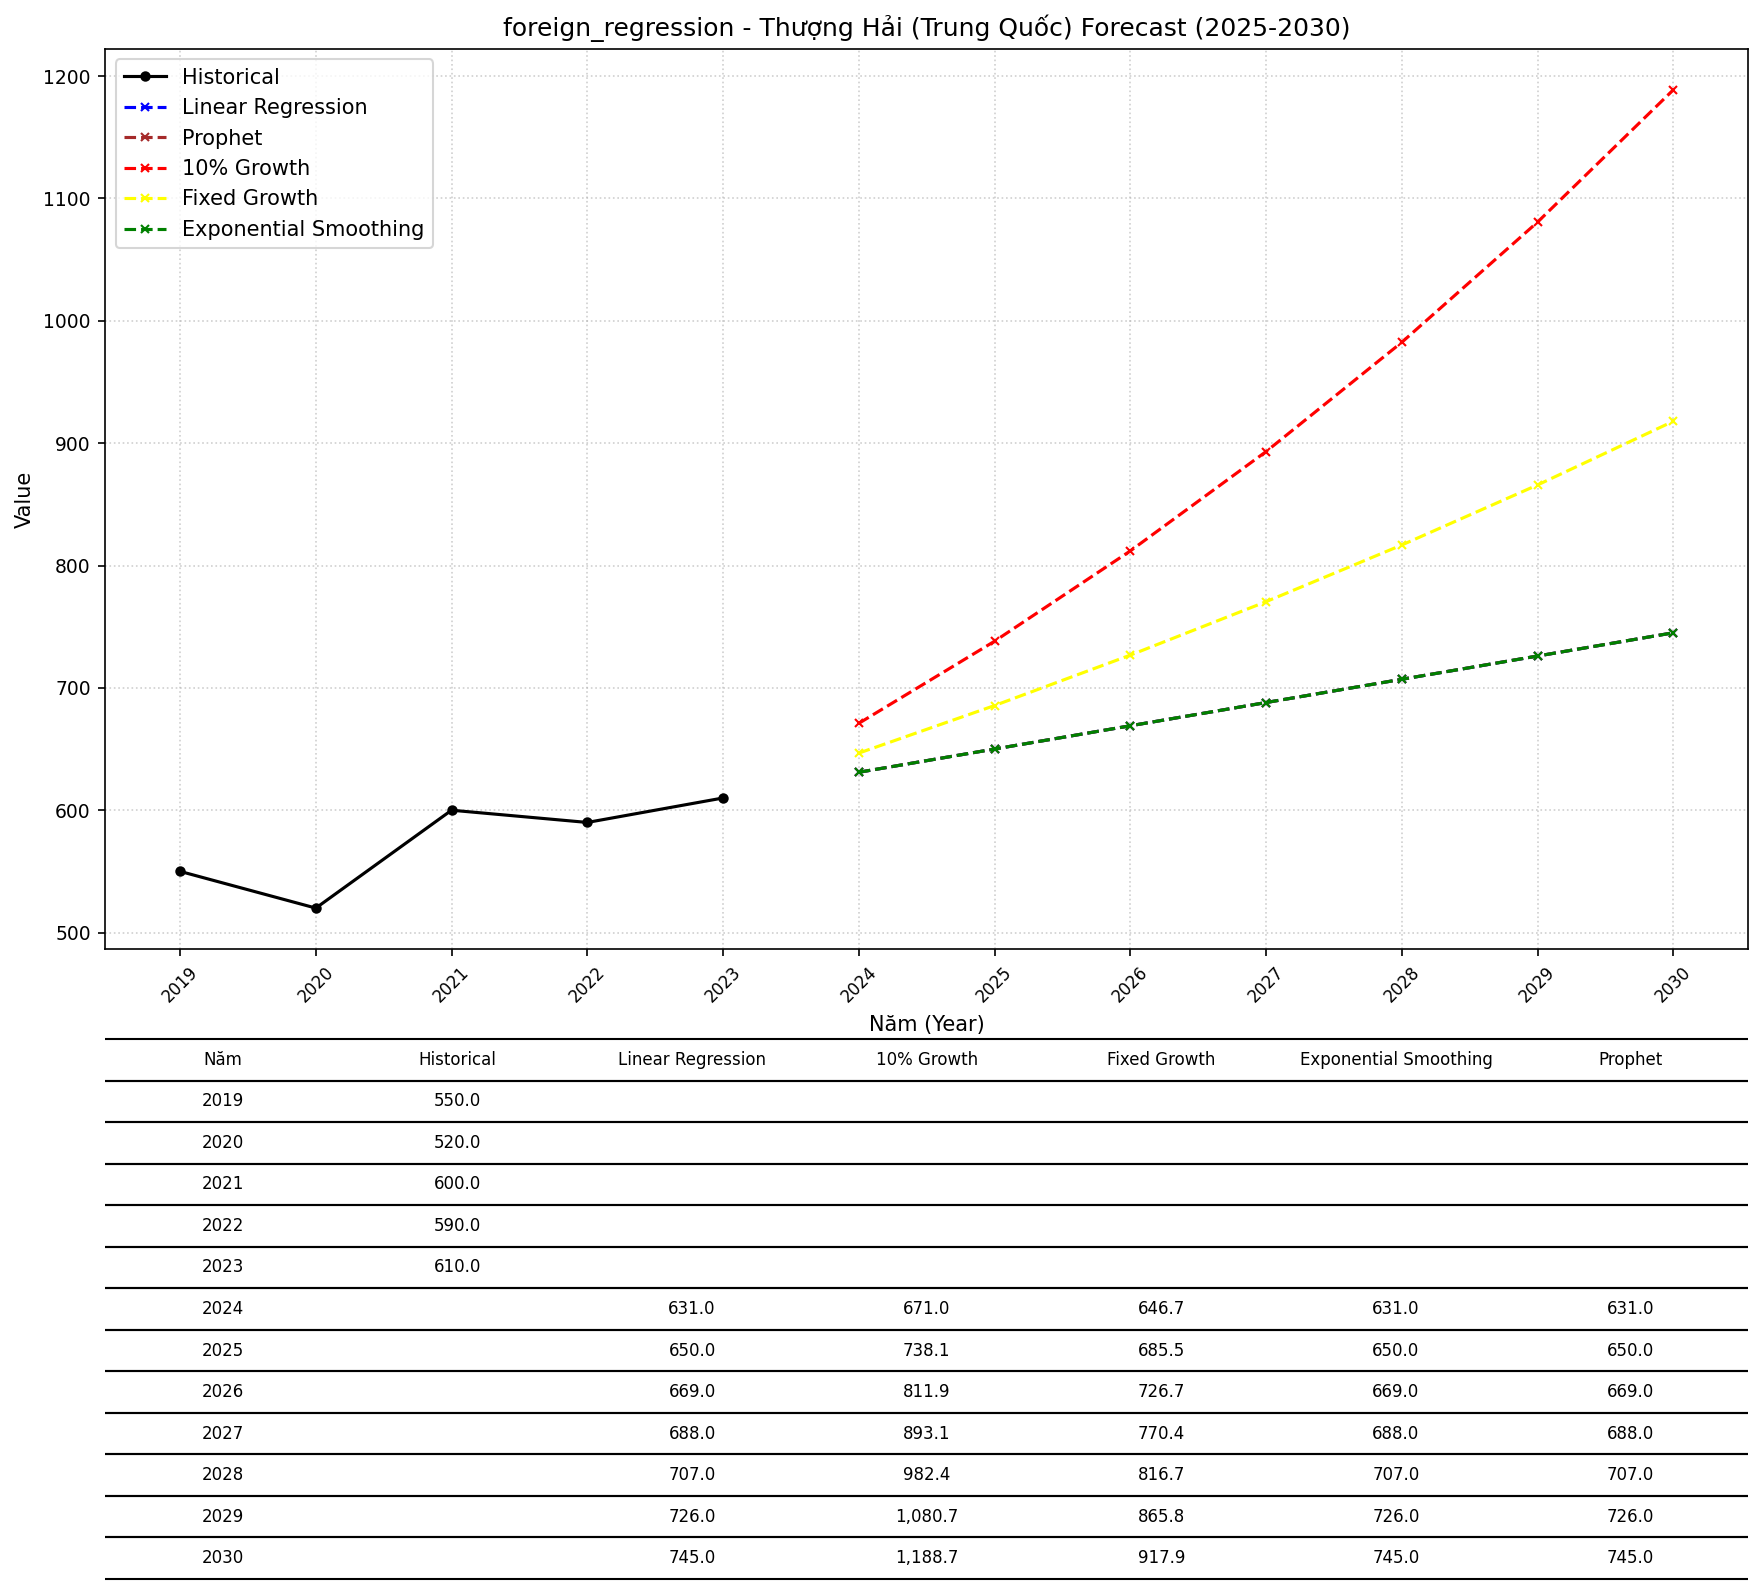 foreign_regression - Thượng Hải (Trung Quốc) Forecast (2025-2030)
Historical
Linear Regression
Prophet
10% Growth
Fixed Growth
Exponential Smoothing
Value
1200
1100
1000
900
800
700
600
500
2019 2020 2021 2022 2023 2024 2025 2026 2027 2028 2029 2030
Năm (Year)
Năm Historical Linear Regression 10% Growth Fixed Growth Exponential Smoothing Prophet
2019 550.0
2020 520.0
2021 600.0
2022 590.0
2023 610.0
2024 631.0 671.0 646.7 631.0 631.0
2025 650.0 738.1 685.5 650.0 650.0
2026 669.0 811.9 726.7 669.0 669.0
2027 688.0 893.1 770.4 688.0 688.0
2028 707.0 982.4 816.7 707.0 707.0
2029 726.0 1,080.7 865.8 726.0 726.0
2030 745.0 1,188.7 917.9 745.0 745.0